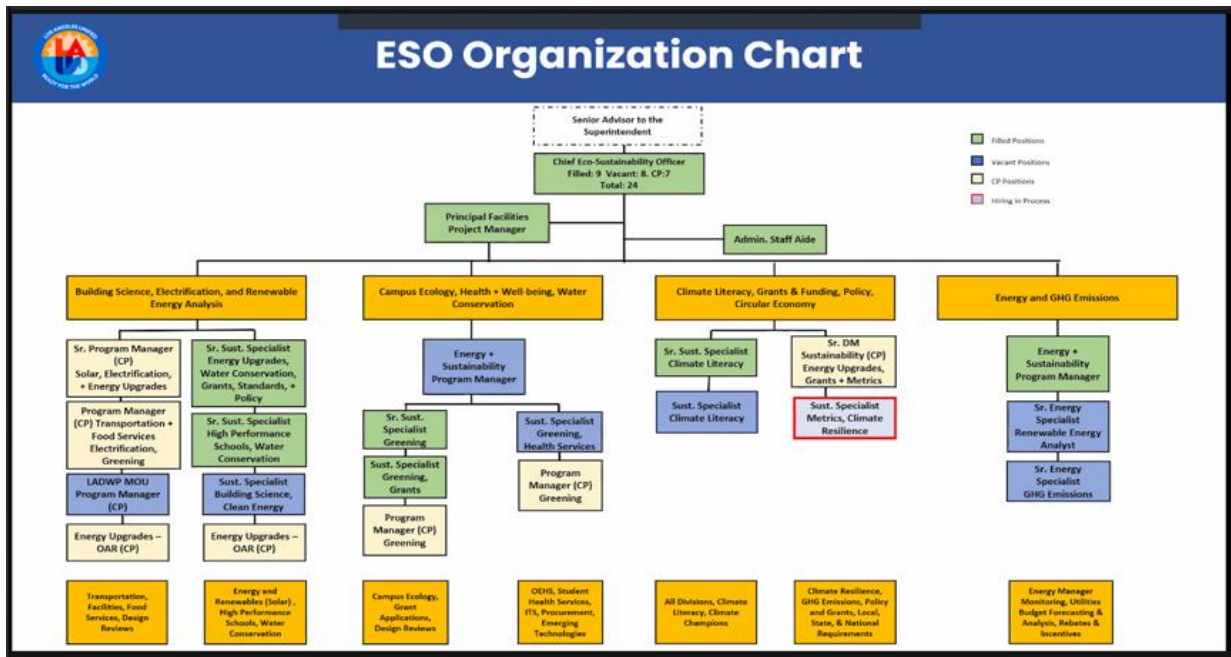 LOS ANGELES UNIFIED
READY FOR THE WORLD
ESO Organization Chart
Senior Advisor to the
Superintendent
Chief Eco-Sustainability Officer
Filled: 9 Vacant: 8. CP:7
Total: 24
Filled Positions
Vacant Positions
CP Positions
Hiring in Process
Principal Facilities
Project Manager
Admin. Staff Aide
Building Science, Electrification, and Renewable
Energy Analysis
Campus Ecology, Health + Well-being, Water
Conservation
Climate Literacy, Grants & Funding, Policy,
Circular Economy
Energy and GHG Emissions
Sr. Program Manager
(CP)
Solar, Electrification,
+ Energy Upgrades
Program Manager
(CP) Transportation +
Food Services
Electrification,
Greening
LADWP MOU
Program Manager
(CP)
Energy Upgrades –
OAR (CP)
Sr. Sust. Specialist
Energy Upgrades,
Water Conservation,
Grants, Standards, +
Policy
Sr. Sust. Specialist
High Performance
Schools, Water
Conservation
Sust. Specialist
Building Science,
Clean Energy
Energy Upgrades –
OAR (CP)
Energy +
Sustainability
Program Manager
Sr. Sust.
Specialist
Greening
Sust. Specialist
Greening,
Grants
Program
Manager (CP)
Greening
Sust. Specialist
Greening,
Health Services
Program
Manager (CP)
Greening
Sr. Sust. Specialist
Climate Literacy
Sust. Specialist
Climate Literacy
Sr. DM
Sustainability (CP)
Energy Upgrades,
Grants + Metrics
Sust. Specialist
Metrics, Climate
Resilience
Energy +
Sustainability
Program Manager
Sr. Energy
Specialist
Renewable Energy
Analyst
Sr. Energy
Specialist
GHG Emissions
Transportation,
Facilities, Food
Services, Design
Reviews
Energy and
Renewables (Solar) ,
High Performance
Schools, Water
Conservation
Campus Ecology,
Grant
Applications,
Design Reviews
OEHS, Student
Health Services,
ITS, Procurement,
Emerging
Technologies
All Divisions, Climate
Literacy, Climate
Champions
Climate Resilience,
GHG Emissions, Policy
and Grants, Local,
State, & National
Requirements
Energy Manager
Monitoring, Utilities
Budget Forecasting &
Analysis, Rebates &
Incentives